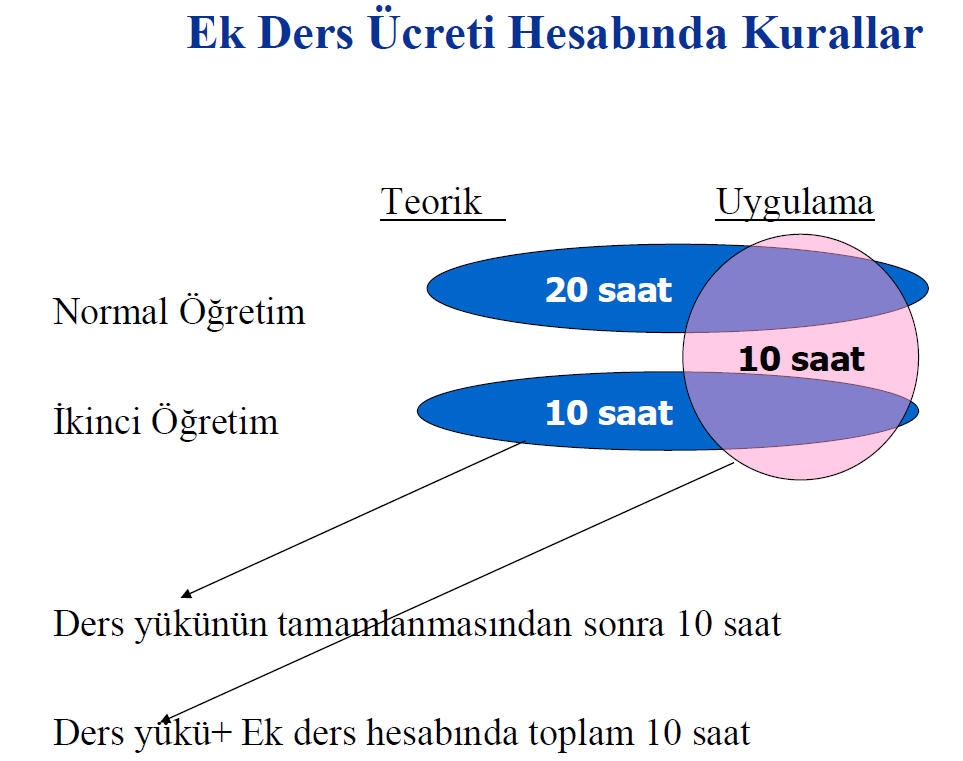 Ek Ders Ücreti Hesabında Kurallar
Teorik Uygulama
Normal Öğretim 20 saat
10 saat
İkinci Öğretim 10 saat
Ders yükünün tamamlanmasından sonra 10 saat
Ders yükü+ Ek ders hesabında toplam 10 saat